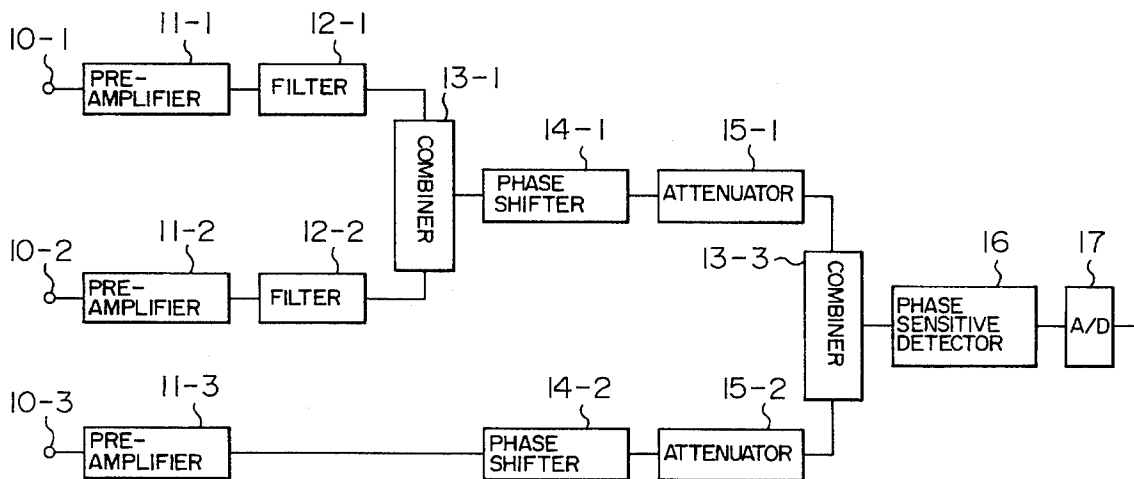 10-1
11-1
12-1
PRE-
AMPLIFIER
FILTER
13-1
COMBINER
14-1
15-1
PHASE
SHIFTER
ATTENUATOR
10-2
11-2
12-2
PRE-
AMPLIFIER
FILTER
13-3
COMBINER
16
17
PHASE
SENSITIVE
DETECTOR
A/D
10-3
11-3
14-2
15-2
PRE-
AMPLIFIER
PHASE
SHIFTER
ATTENUATOR